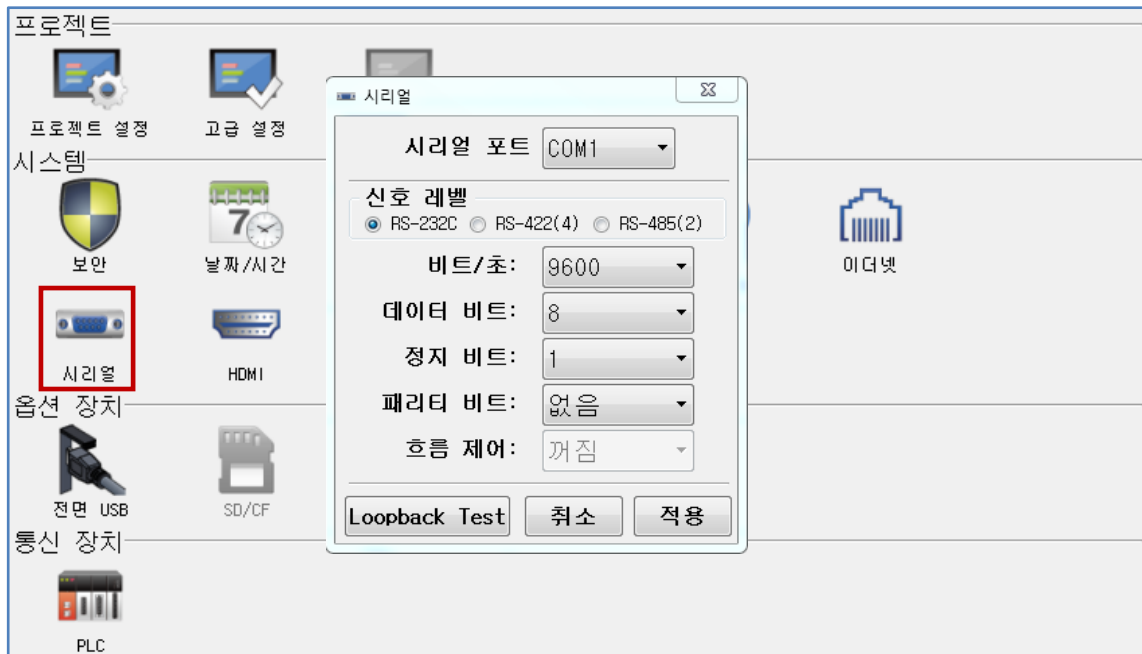 프로젝트
프로젝트 설정
고급 설정
시스템
보안
날짜/시간
이더넷
시리얼
HDMI
옵션 장치
전면 USB
SD/CF
통신 장치
PLC
시리얼
시리얼 포트 COM1
신호 레벨
RS-232C RS-422(4) RS-485(2)
비트/초: 9600
데이터 비트: 8
정지 비트: 1
패리티 비트: 없음
흐름 제어: 꺼짐
Loopback Test 취소 적용